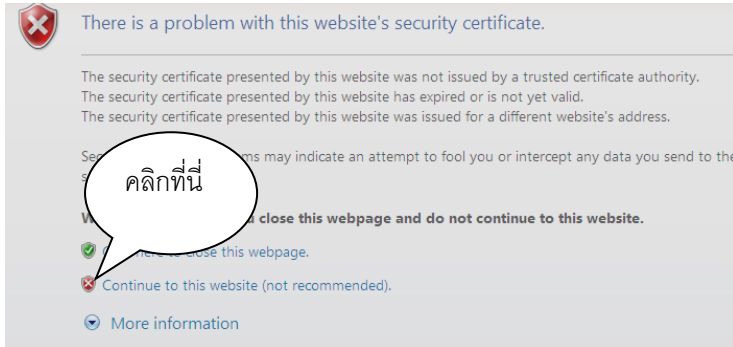 There is a problem with this website's security certificate.
The security certificate presented by this website was not issued by a trusted certificate authority.
The security certificate presented by this website has expired or is not yet valid.
The security certificate presented by this website was issued for a different website's address.
may indicate an attempt to fool you or intercept any data you send to the
คลิกที่นี่
close this webpage and do not continue to this website.
close this webpage.
Continue to this website (not recommended).
More information